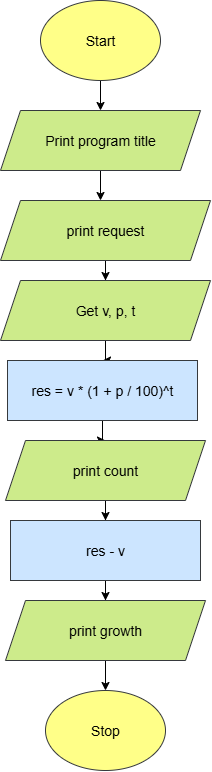 Start
Print program title
print request
Get v, p, t
res = v * (1 + p / 100)^t
print count
res - v
print growth
Stop